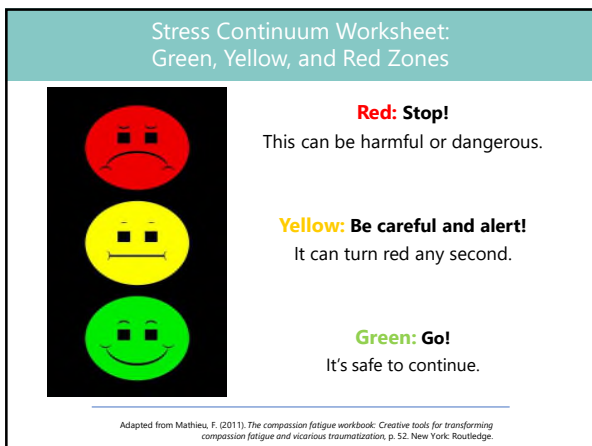 Stress Continuum Worksheet:
Green, Yellow, and Red Zones
Red: Stop!
This can be harmful or dangerous.
Yellow: Be careful and alert!
It can turn red any second.
Green: Go!
It's safe to continue.
Adapted from Mathieu, F. (2011). The compassion fatigue workbook: Creative tools for transforming
compassion fatigue and vicarious traumatization, p. 52. New York: Routledge.